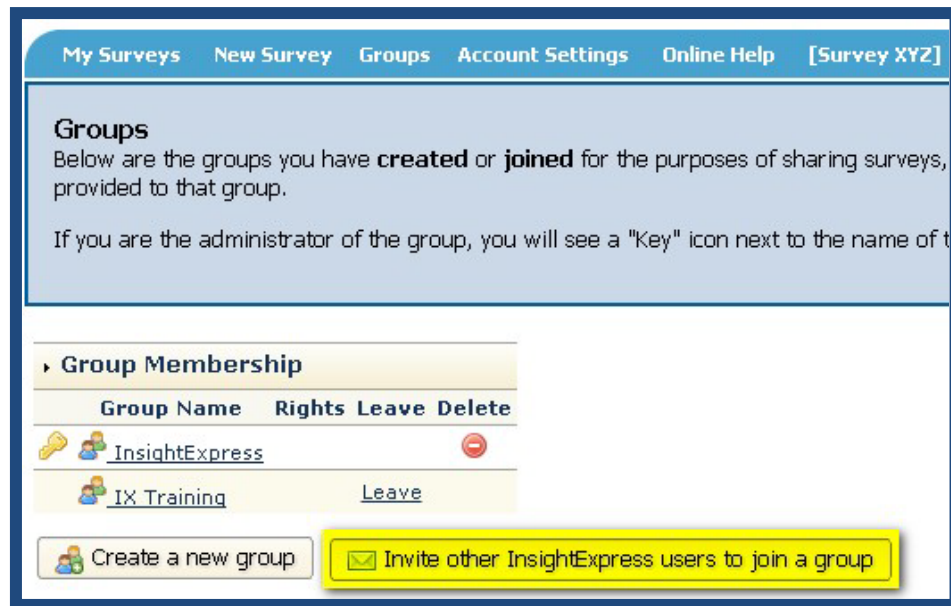 My Surveys New Survey Groups Account Settings Online Help [Survey XYZ]
Groups
Below are the groups you have created or joined for the purposes of sharing surveys,
provided to that group.
If you are the administrator of the group, you will see a "Key" icon next to the name of t
Group Membership
Group Name Rights Leave Delete
InsightExpress
IX Training Leave
Create a new group Invite other InsightExpress users to join a group